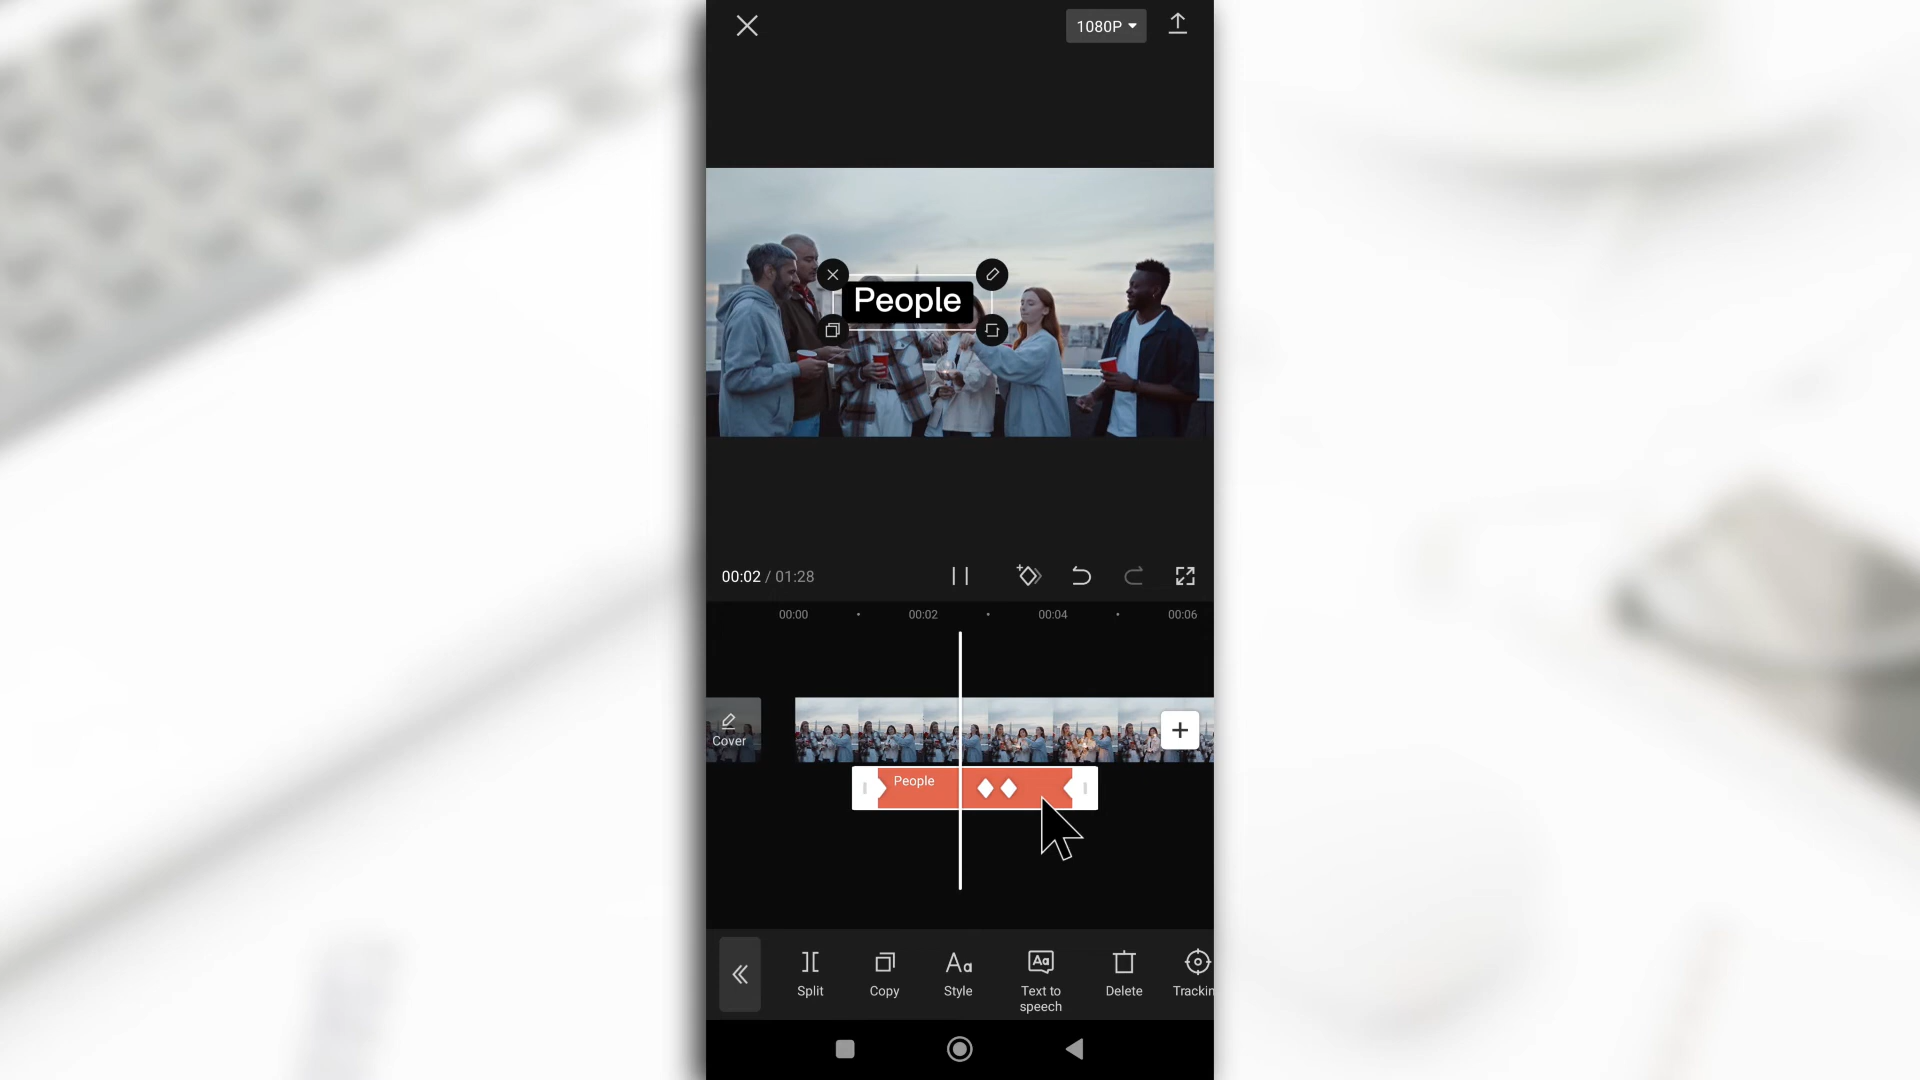 1080P
People
00:02 / 01:28
00:00 00:02 00:04 00:06
Cover
People
Split Copy Style Text to speech Delete Trackin